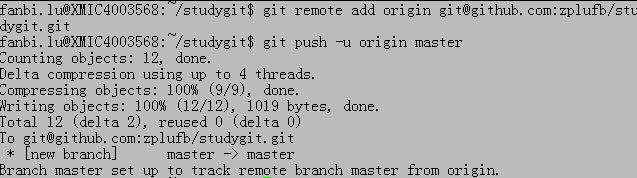 fanbi.lu@XMIC4003568:~/studygit$ git remote add origin git@github.com:zplufb/stu
dygit.git
fanbi.lu@XMIC4003568:~/studygit$ git push -u origin master
Counting objects: 12, done.
Delta compression using up to 4 threads.
Compressing objects: 100% (9/9), done.
Writing objects: 100% (12/12), 1019 bytes, done.
Total 12 (delta 2), reused 0 (delta 0)
To git@github.com:zplufb/studygit.git
 * [new branch]      master -> master
Branch master set up to track remote branch master from origin.